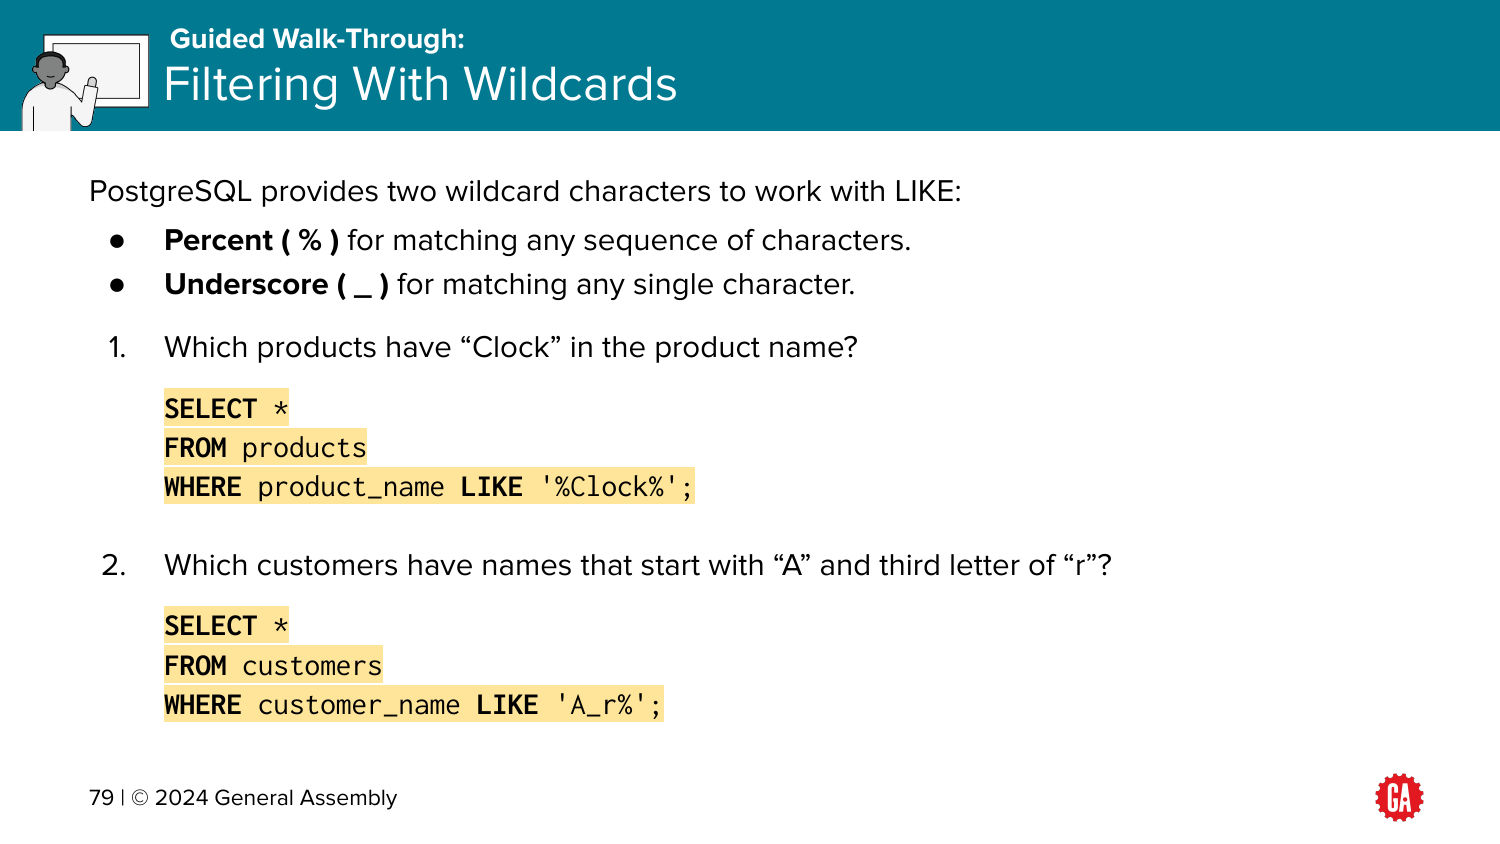 Guided Walk-Through:
Filtering With Wildcards
PostgreSQL provides two wildcard characters to work with LIKE:
● Percent ( % ) for matching any sequence of characters.
● Underscore ( _ ) for matching any single character.
1. Which products have “Clock” in the product name?
SELECT *
FROM products
WHERE product_name LIKE '%Clock%';
2. Which customers have names that start with “A” and third letter of “r”?
SELECT *
FROM customers
WHERE customer_name LIKE 'A_r%';
79 | © 2024 General Assembly
GA